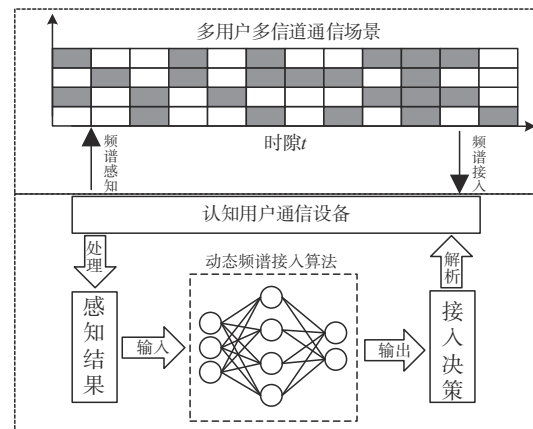 多用户多信道通信场景
时隙t
频谱感知
频谱接入
认知用户通信设备
处理
解析
动态频谱接入算法
感知结果
输入
输出
接入决策